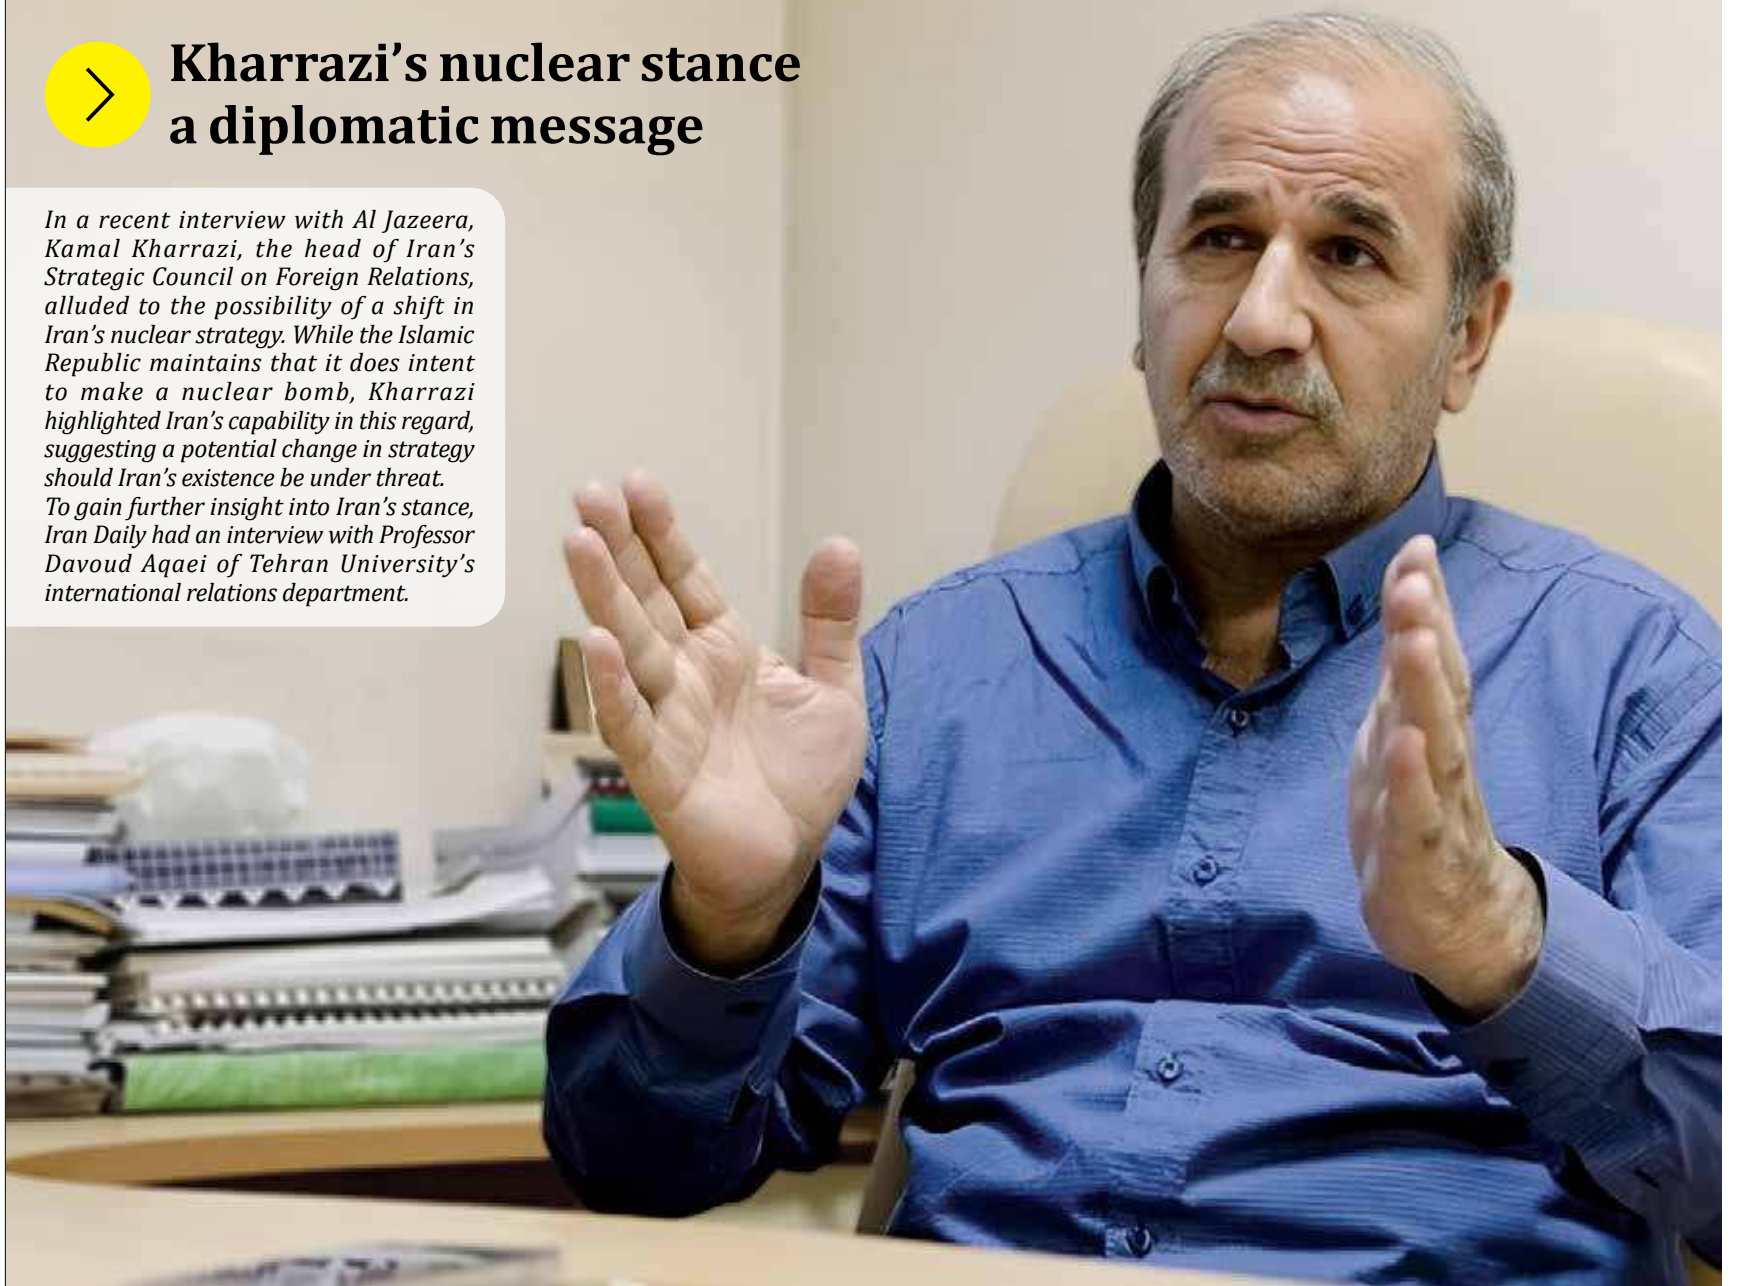 Kharrazi’s nuclear stance
a diplomatic message
In a recent interview with Al Jazeera,
Kamal Kharrazi, the head of Iran’s
Strategic Council on Foreign Relations,
alluded to the possibility of a shift in
Iran’s nuclear strategy. While the Islamic
Republic maintains that it does intent
to make a nuclear bomb, Kharrazi
highlighted Iran’s capability in this regard,
suggesting a potential change in strategy
should Iran’s existence be under threat.
To gain further insight into Iran’s stance,
Iran Daily had an interview with Professor
Davoud Aqaei of Tehran University’s
international relations department.